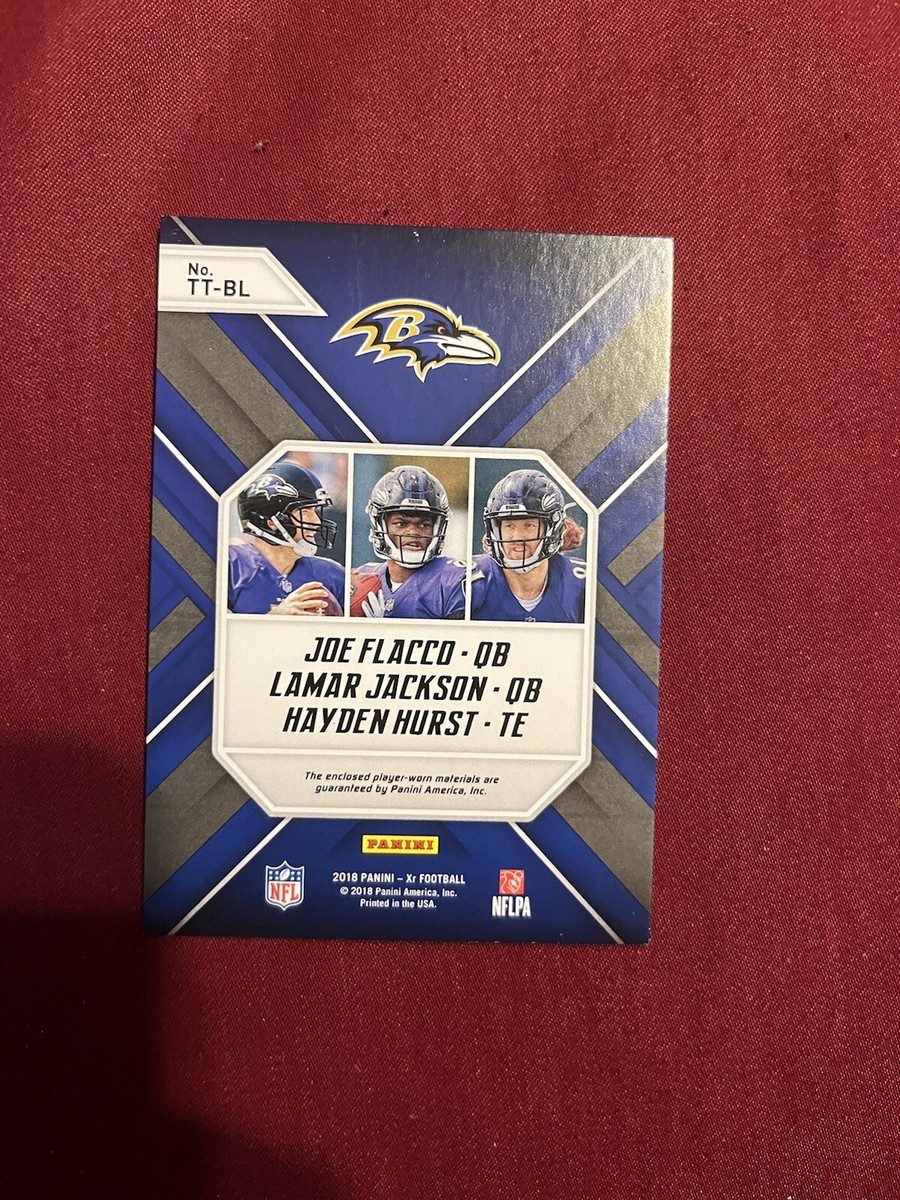 No.
TT-BL
B
JOE FLACCO · QB
LAMAR JACKSON · QB
HAYDEN HURST · TE
The enclosed player-worn materials are
guaranteed by Panini America, Inc.
PANINI
2018 PANINI – Xr FOOTBALL
© 2018 Panini America, Inc.
Printed in the USA.
NFL
NFLPA